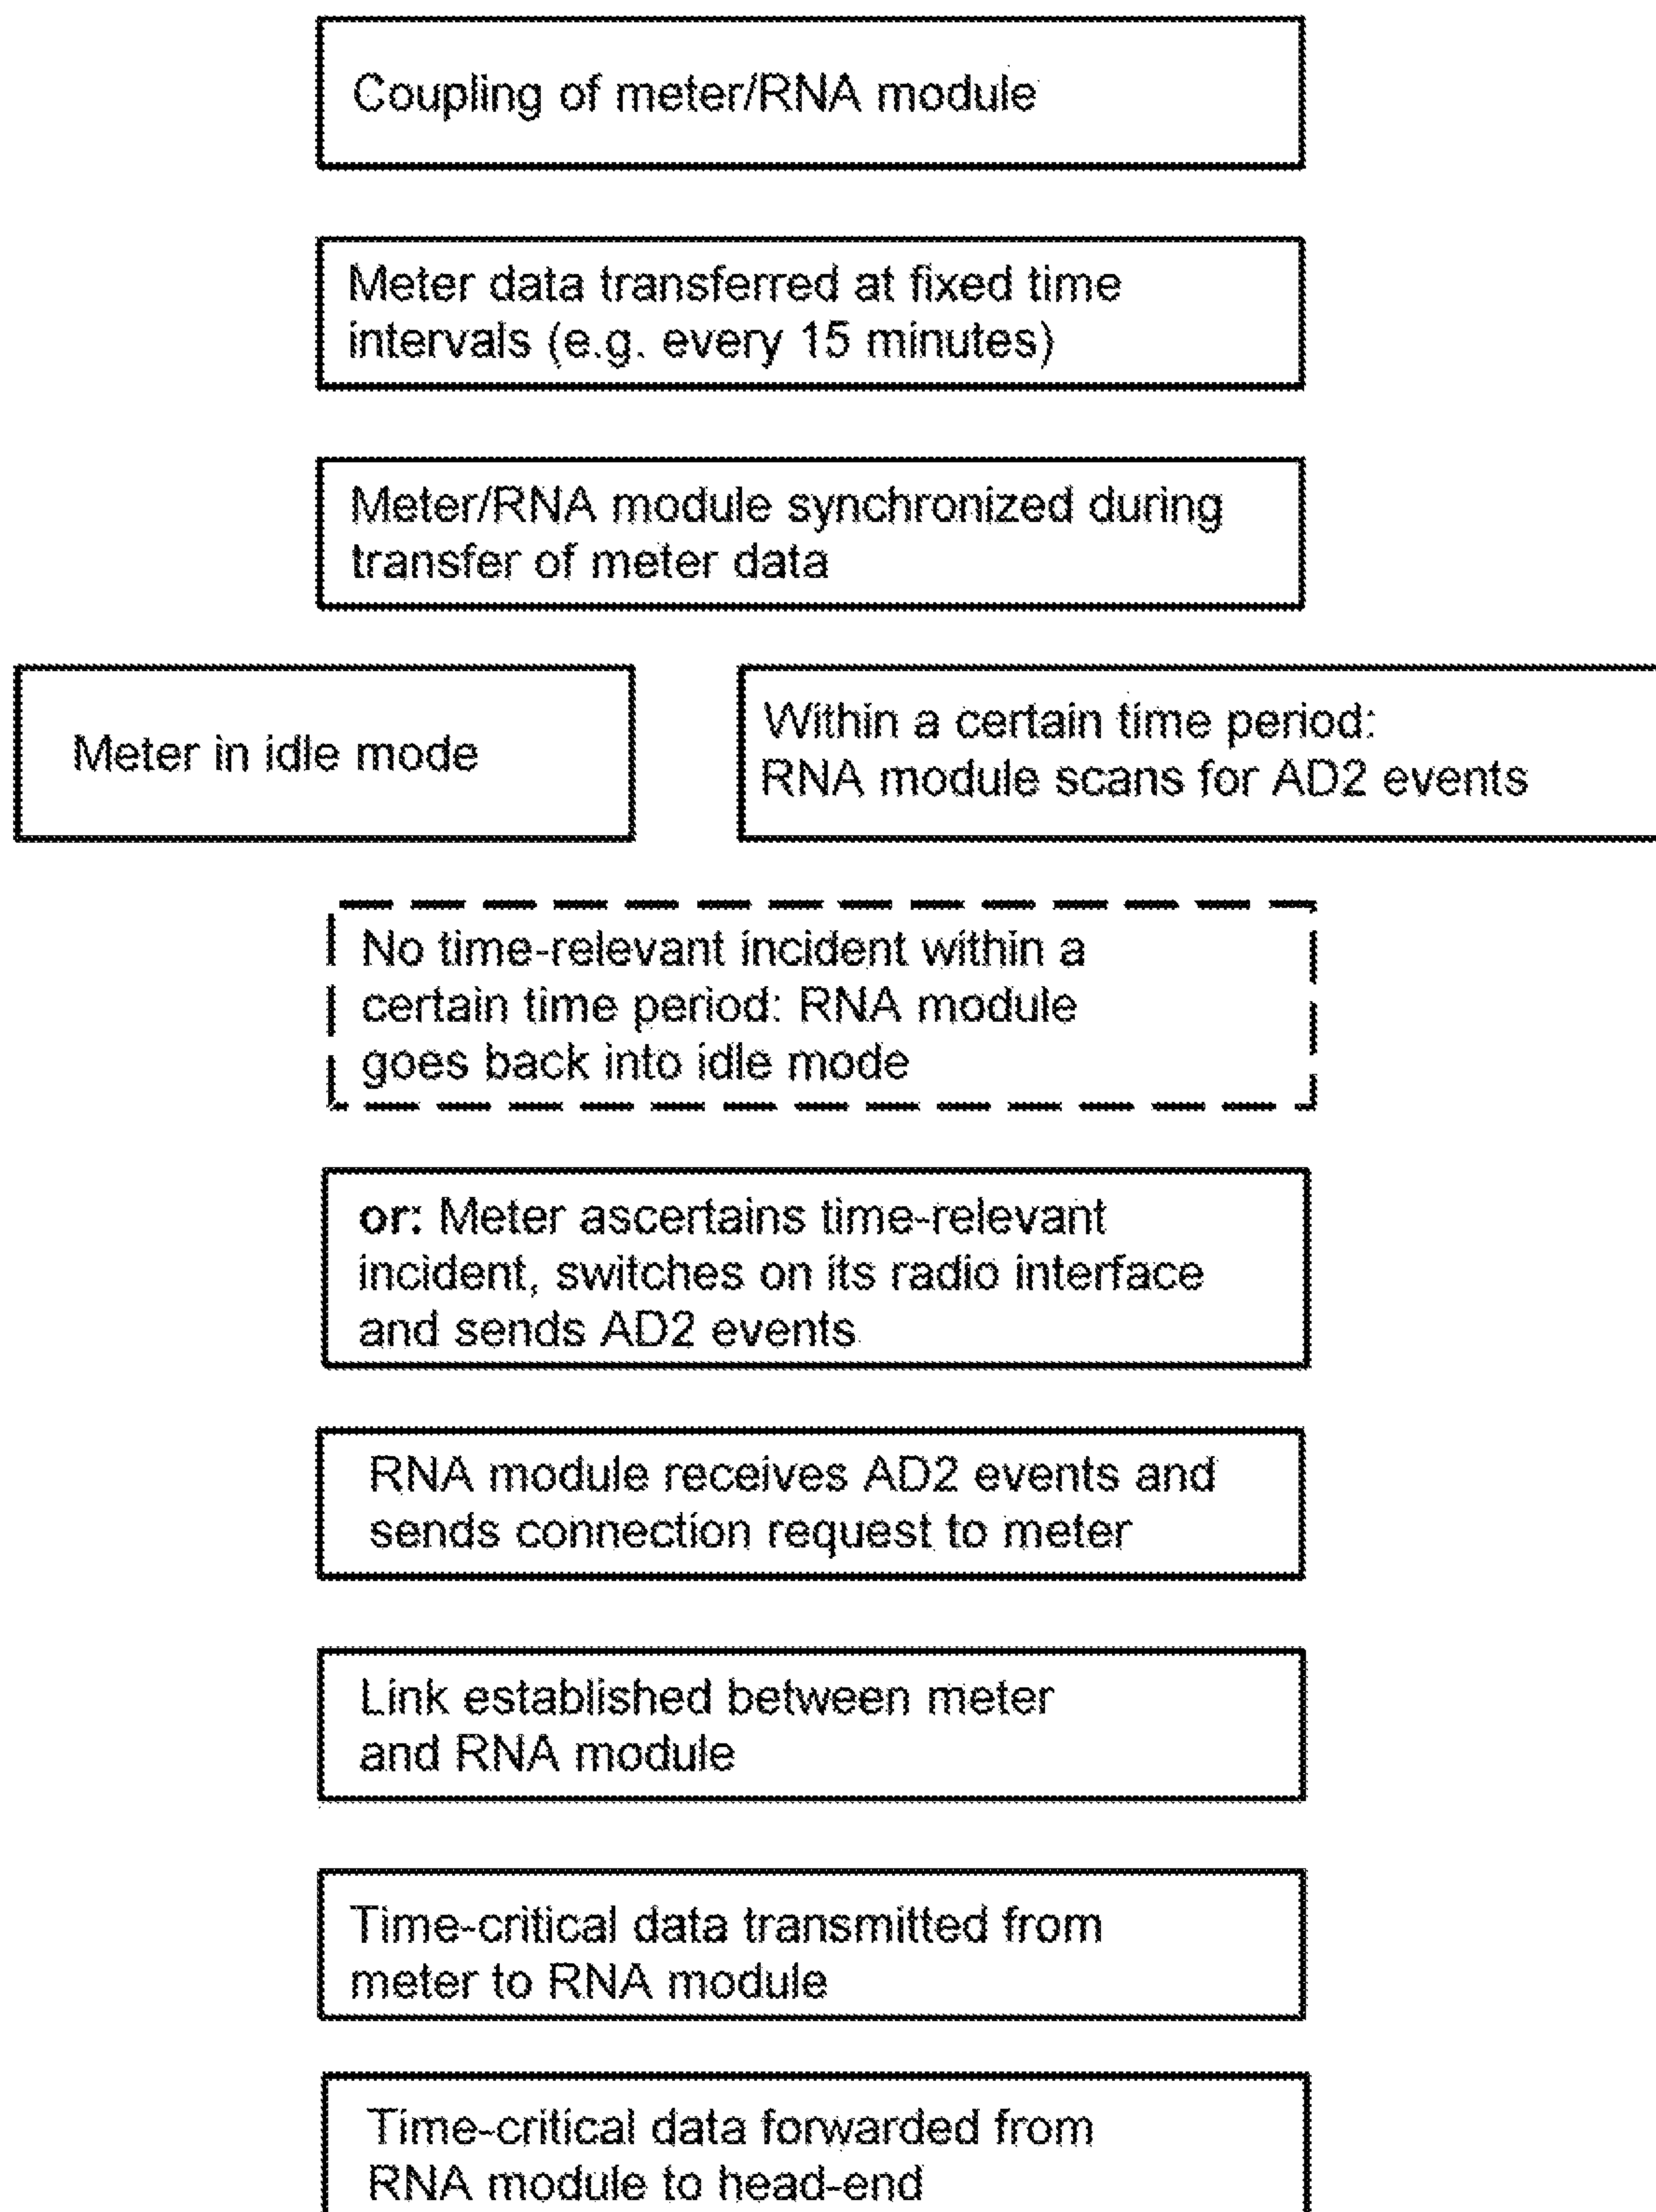 Coupling of meter/RNA module
Meter data transferred at fixed time
intervals (e.g. every 15 minutes)
Meter/RNA module synchronized during
transfer of meter data
Meter in idle mode
Within a certain time period:
RNA module scans for AD2 events
No time-relevant incident within a
certain time period: RNA module
goes back into idle mode
or: Meter ascertains time-relevant
incident, switches on its radio interface
and sends AD2 events
RNA module receives AD2 events and
sends connection request to meter
Link established between meter
and RNA module
Time-critical data transmitted from
meter to RNA module
Time-critical data forwarded from
RNA module to head-end